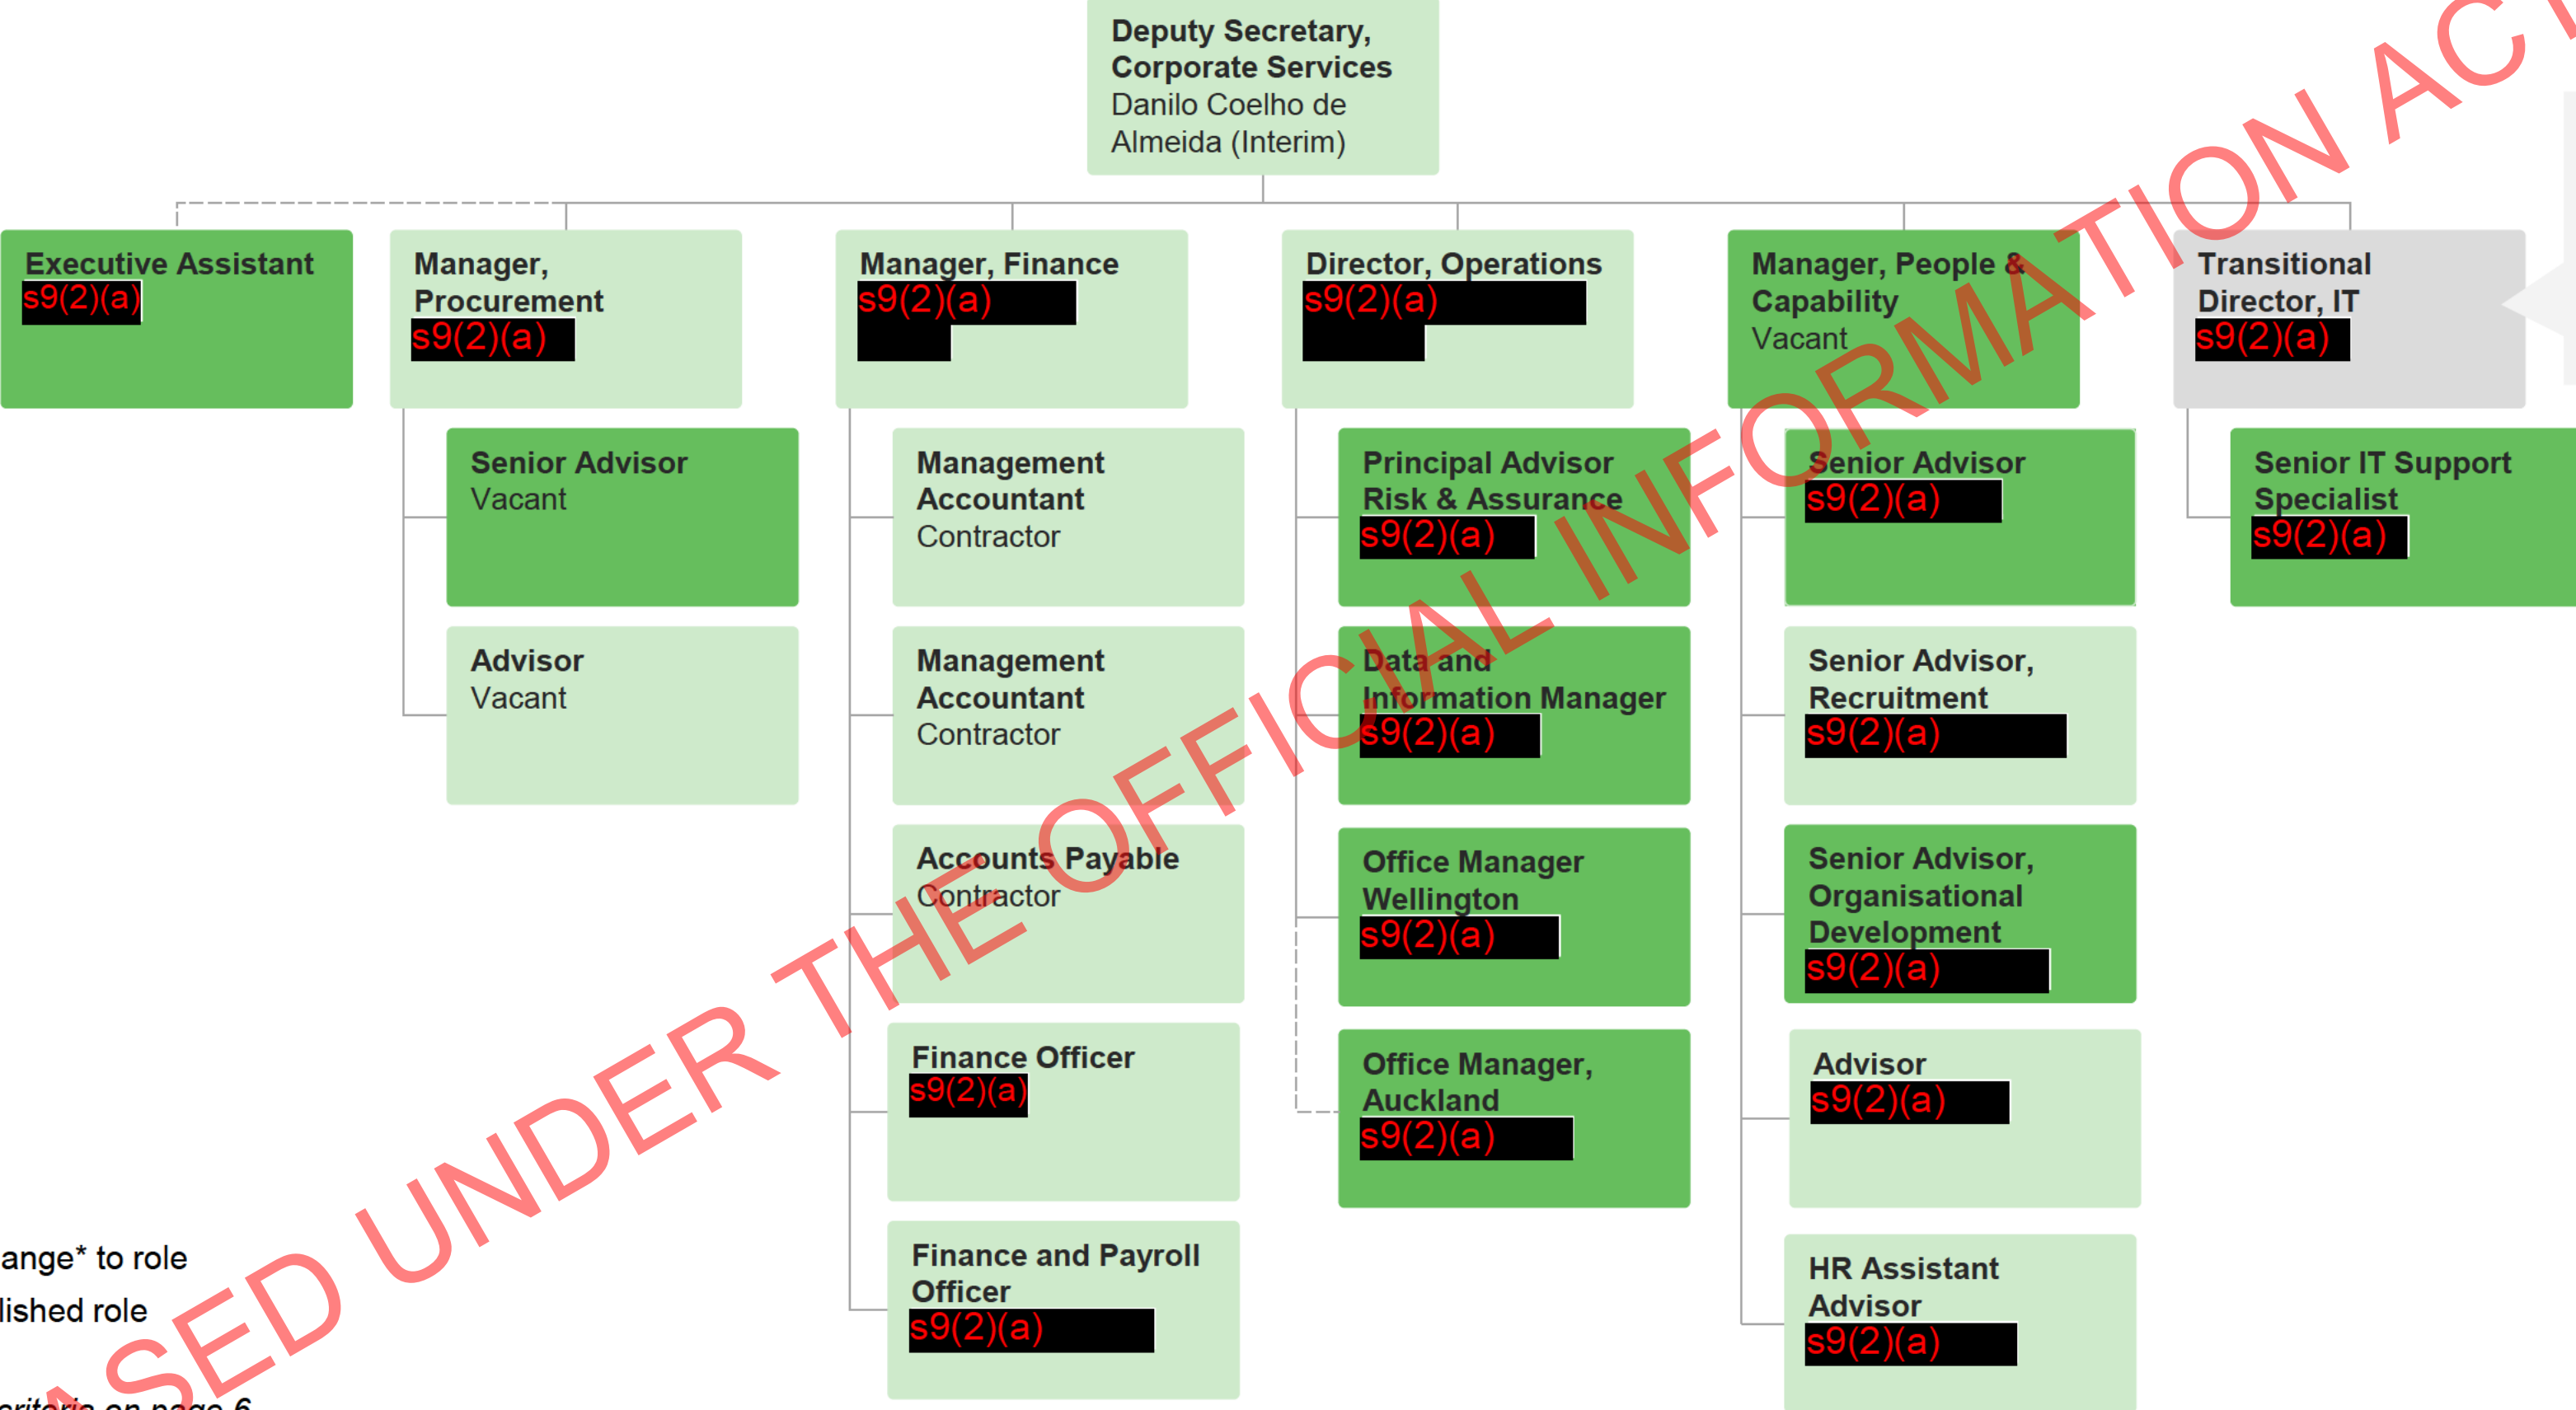 Deputy Secretary,
Corporate Services
Danilo Coelho de
Almeida (Interim)
Executive Assistant
s9(2)(a)
Manager,
Procurement
s9(2)(a)
Manager, Finance
s9(2)(a)
Director, Operations
s9(2)(a)
Manager, People &
Capability
Vacant
Transitional
Director, IT
s9(2)(a)
Senior Advisor
Vacant
Advisor
Vacant
Management
Accountant
Contractor
Management
Accountant
Contractor
Accounts Payable
Contractor
Finance Officer
s9(2)(a)
Finance and Payroll
Officer
s9(2)(a)
Principal Advisor
Risk & Assurance
s9(2)(a)
Data and
Information Manager
s9(2)(a)
Office Manager
Wellington
s9(2)(a)
Office Manager,
Auckland
s9(2)(a)
Senior Advisor
s9(2)(a)
Senior Advisor,
Recruitment
s9(2)(a)
Senior Advisor,
Organisational
Development
s9(2)(a)
Advisor
s9(2)(a)
HR Assistant
Advisor
s9(2)(a)
Senior IT Support
Specialist
s9(2)(a)
ange* to role
lished role
criteria on page 6
ASED UNDER THE OFFICIAL INFORMATION ACT